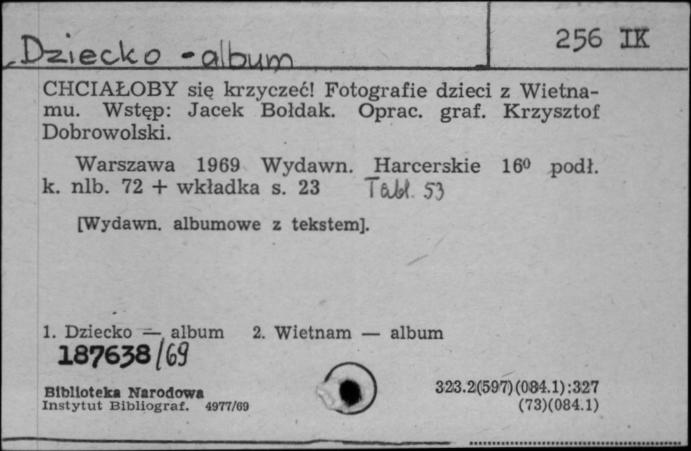 Dziecko - album
256 IK
CHCIAŁOBY się krzyczeć! Fotografie dzieci z Wietna-
mu. Wstęp: Jacek Bołdak. Oprac. graf. Krzysztof
Dobrowolski.
Warszawa 1969 Wydawn. Harcerskie 16⁰ podł.
k. nlb. 72 + wkładka s. 23 Tabl. 53
[Wydawn. albumowe z tekstem].
1. Dziecko — album 2. Wietnam — album
187638/69
Biblioteka Narodowa
Instytut Bibliograf. 4977/69
323.2(597)(084.1):327
(73)(084.1)